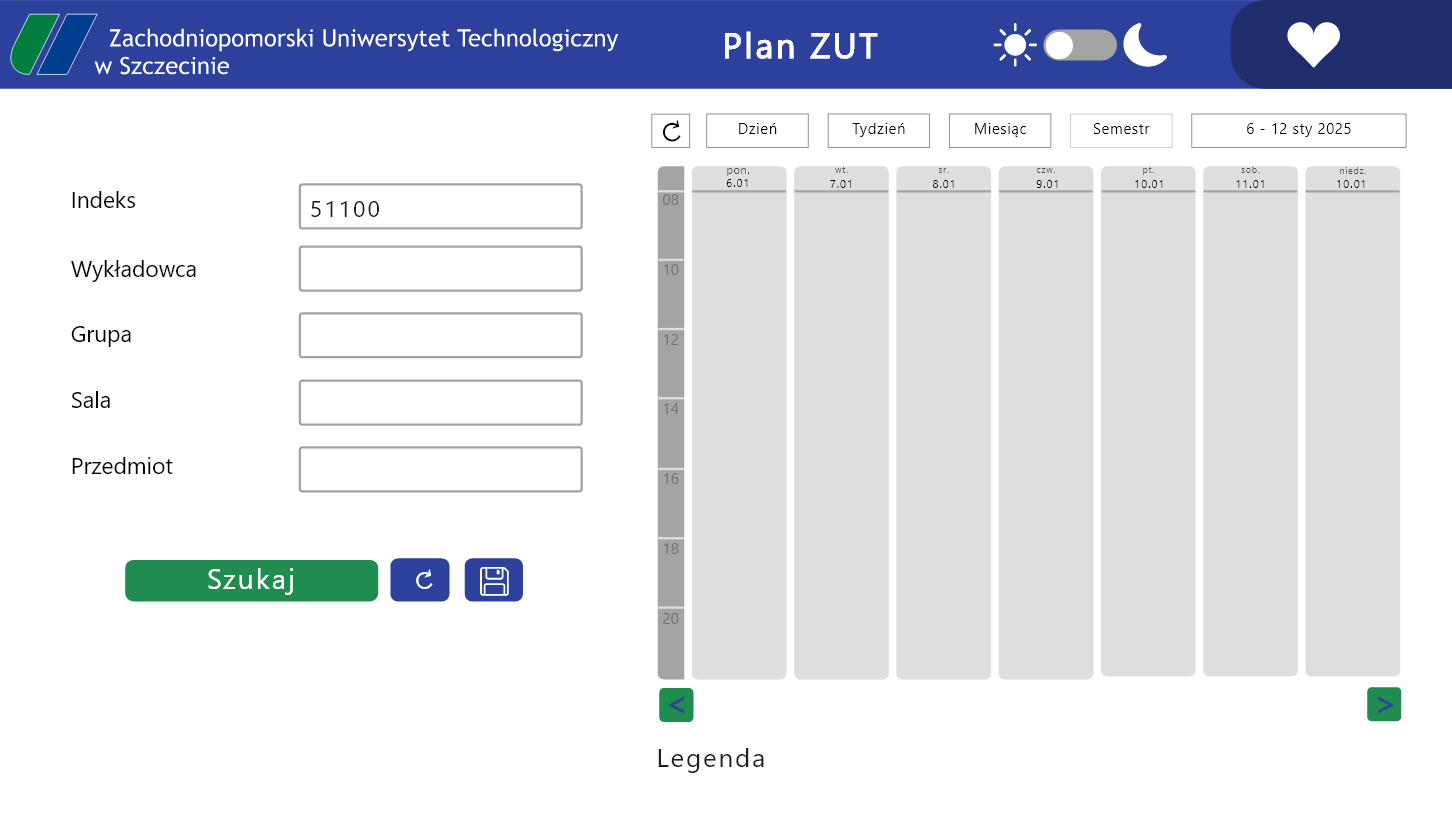 Zachodniopomorski Uniwersytet Technologiczny
w Szczecinie
Plan ZUT
Dzień
Tydzień
Miesiąc
Semestr
6 - 12 sty 2025
Indeks
51100
Wykładowca
Grupa
Sala
Przedmiot
Szukaj
pon.
6.01
wt.
7.01
sr.
8.01
czw.
9.01
pt.
10.01
sob.
11.01
niedz.
10.01
08
10
12
14
16
18
20
<
>
Legenda